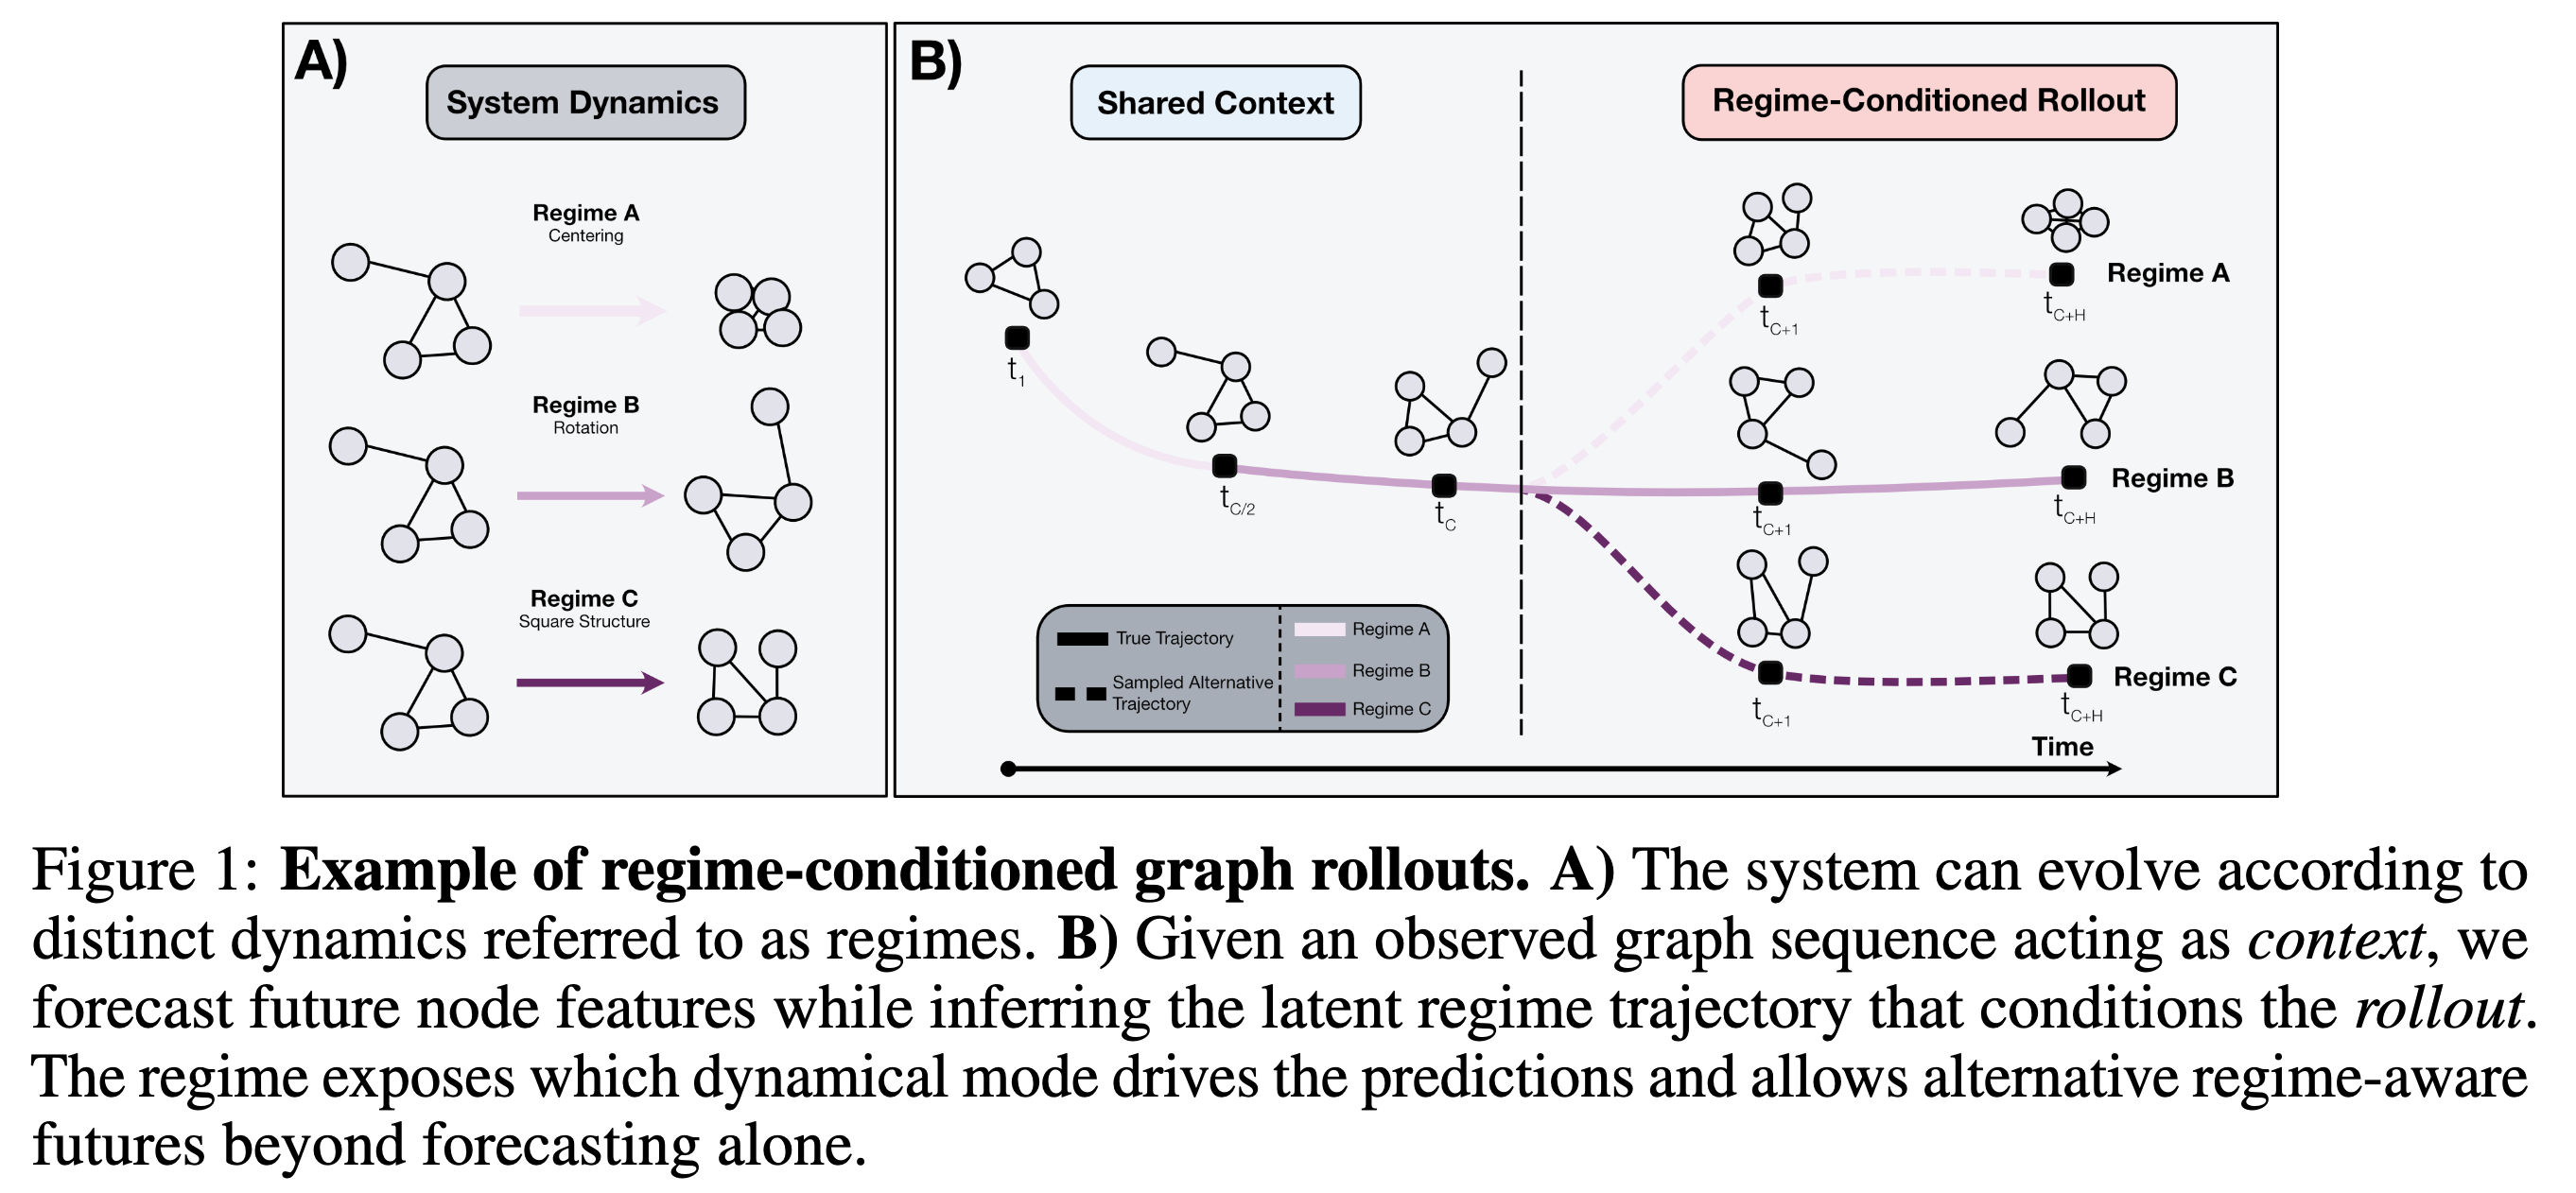 A)
System Dynamics
Regime A
Centering
Regime B
Rotation
Regime C
Square Structure
B)
Shared Context
Regime-Conditioned Rollout
t1
tC/2
tC
tC+1
tC+H
Regime A
tC+1
tC+H
Regime B
tC+1
tC+H
Regime C
True Trajectory
Sampled Alternative
Trajectory
Regime A
Regime B
Regime C
Time
Figure 1: Example of regime-conditioned graph rollouts. A) The system can evolve according to
distinct dynamics referred to as regimes. B) Given an observed graph sequence acting as context, we
forecast future node features while inferring the latent regime trajectory that conditions the rollout.
The regime exposes which dynamical mode drives the predictions and allows alternative regime-aware
futures beyond forecasting alone.